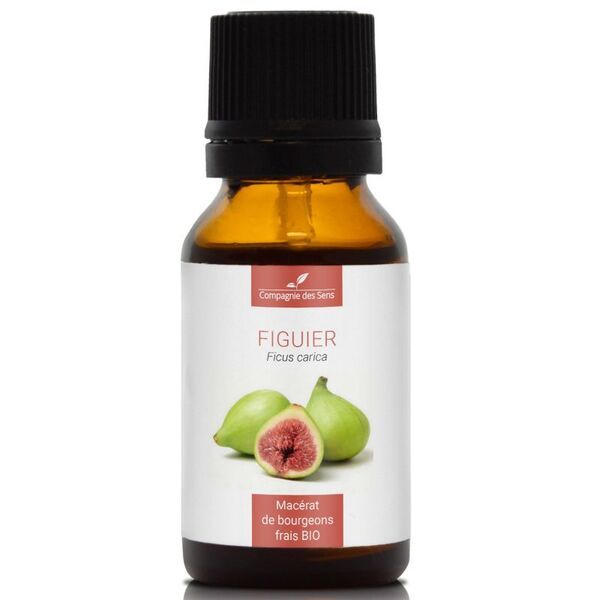 Compagnie des Sens
FIGUIER
Ficus carica
Macérat
de bourgeons
frais BIO